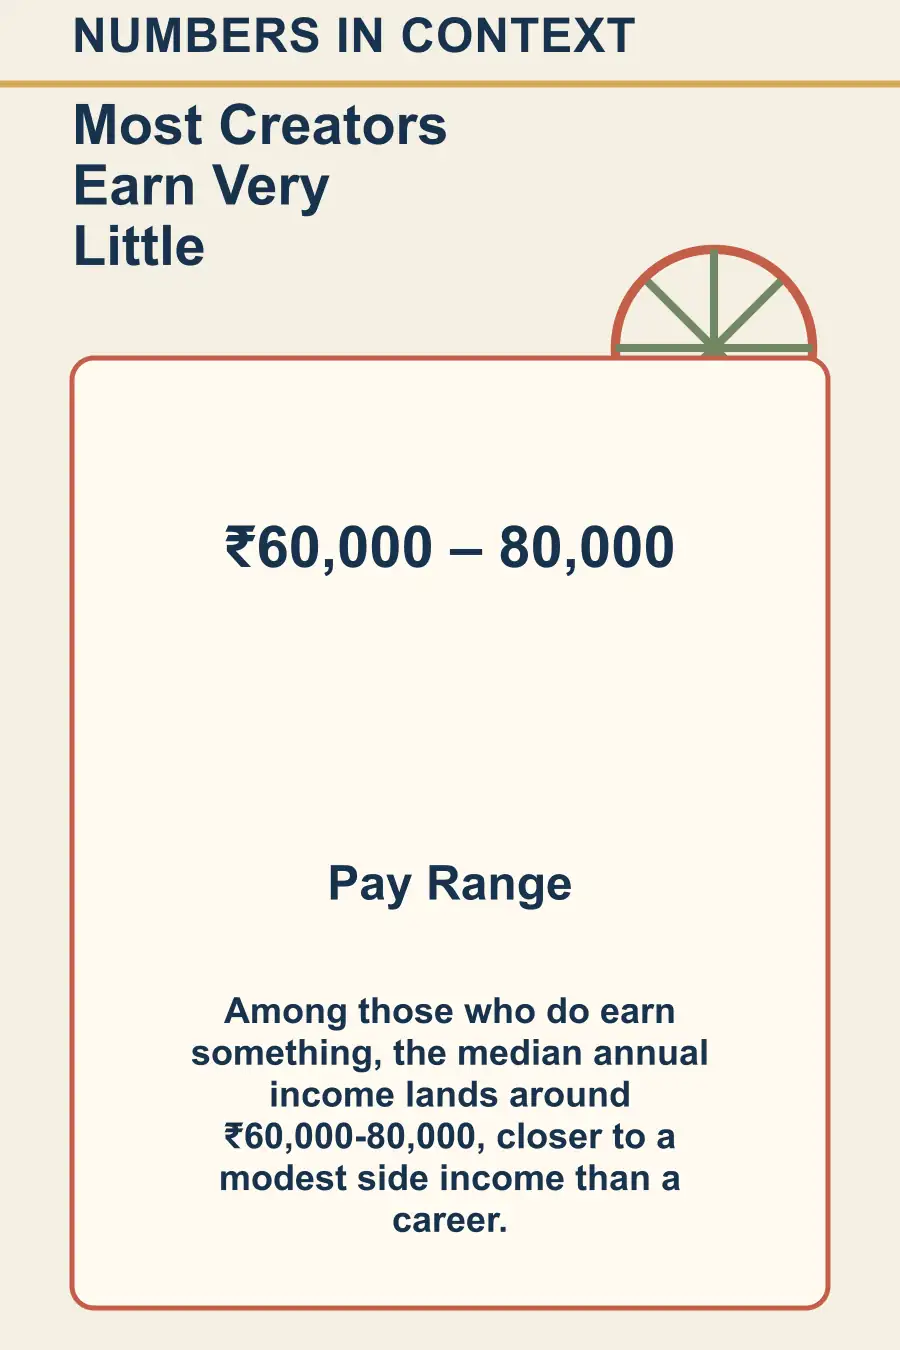 NUMBERS IN CONTEXT
Most Creators
Earn Very
Little
₹60,000 – 80,000
Pay Range
Among those who do earn
something, the median annual
income lands around
₹60,000-80,000, closer to a
modest side income than a
career.